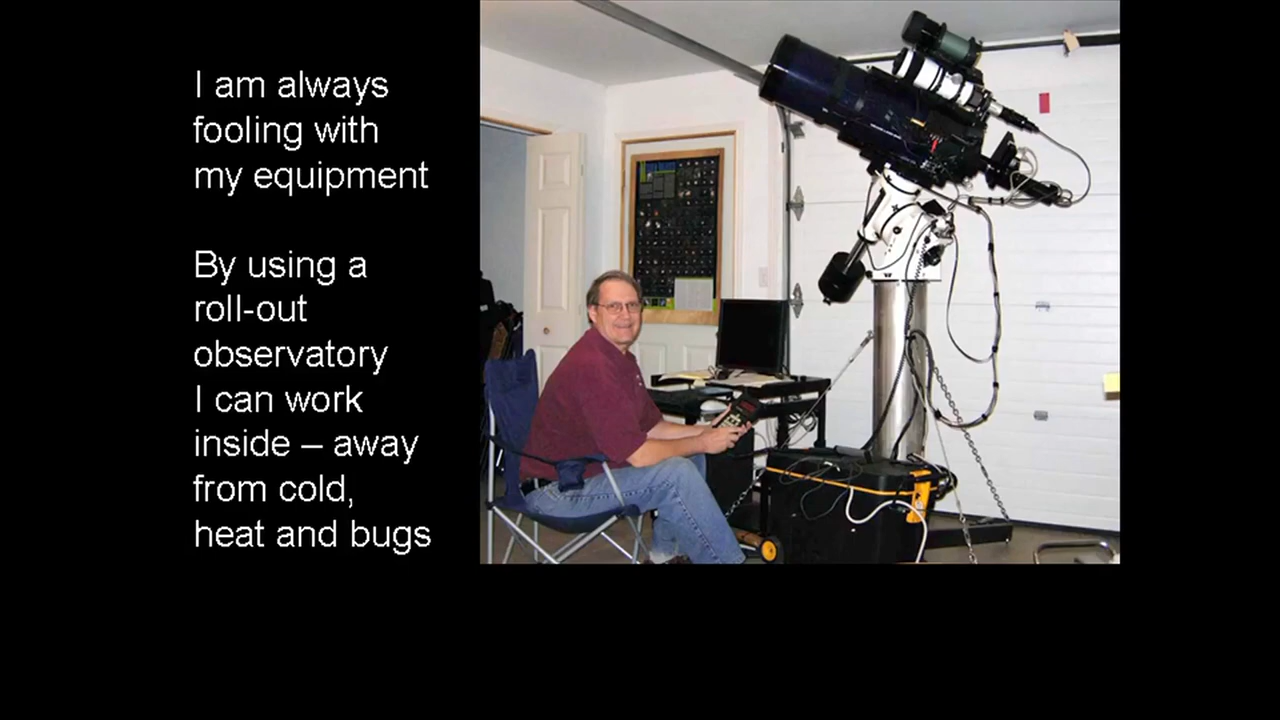 I am always
fooling with
my equipment
By using a
roll-out
observatory
I can work
inside – away
from cold,
heat and bugs